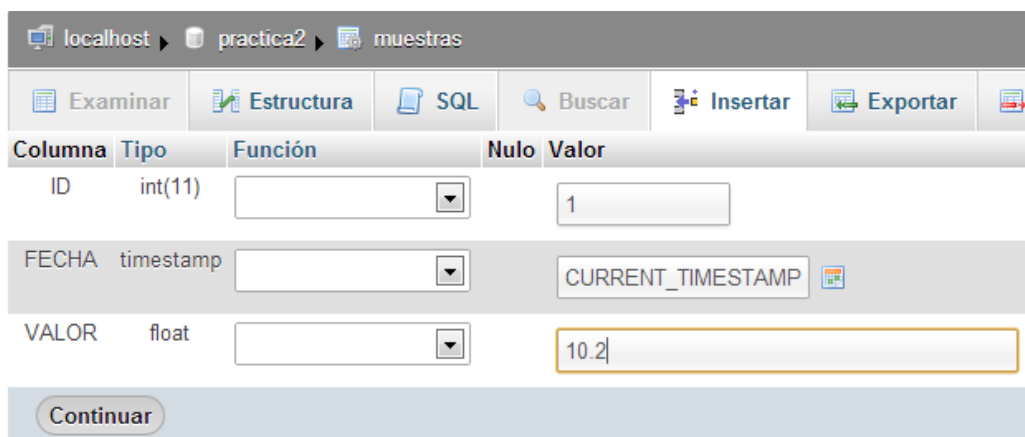 localhost practica2 muestras
Examinar Estructura SQL Buscar Insertar Exportar
Columna Tipo Función Nulo Valor
ID int(11) 1
FECHA timestamp CURRENT_TIMESTAMP
VALOR float 10.2
Continuar